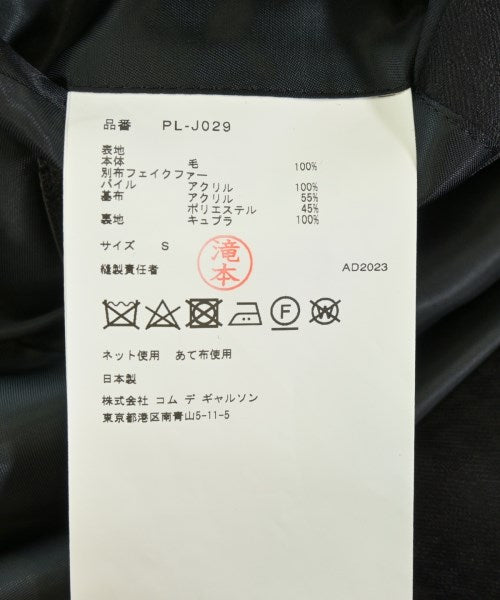 品番 PL-J029
表地
本体 毛 100%
別布フェイクファー
パイル アクリル 100%
基布 アクリル 55%
ポリエステル 45%
裏地 キュプラ 100%
サイズ S
滝本
縫製責任者 AD2023
F W
ネット使用 あて布使用
日本製
株式会社 コム デ ギャルソン
東京都港区南青山5-11-5